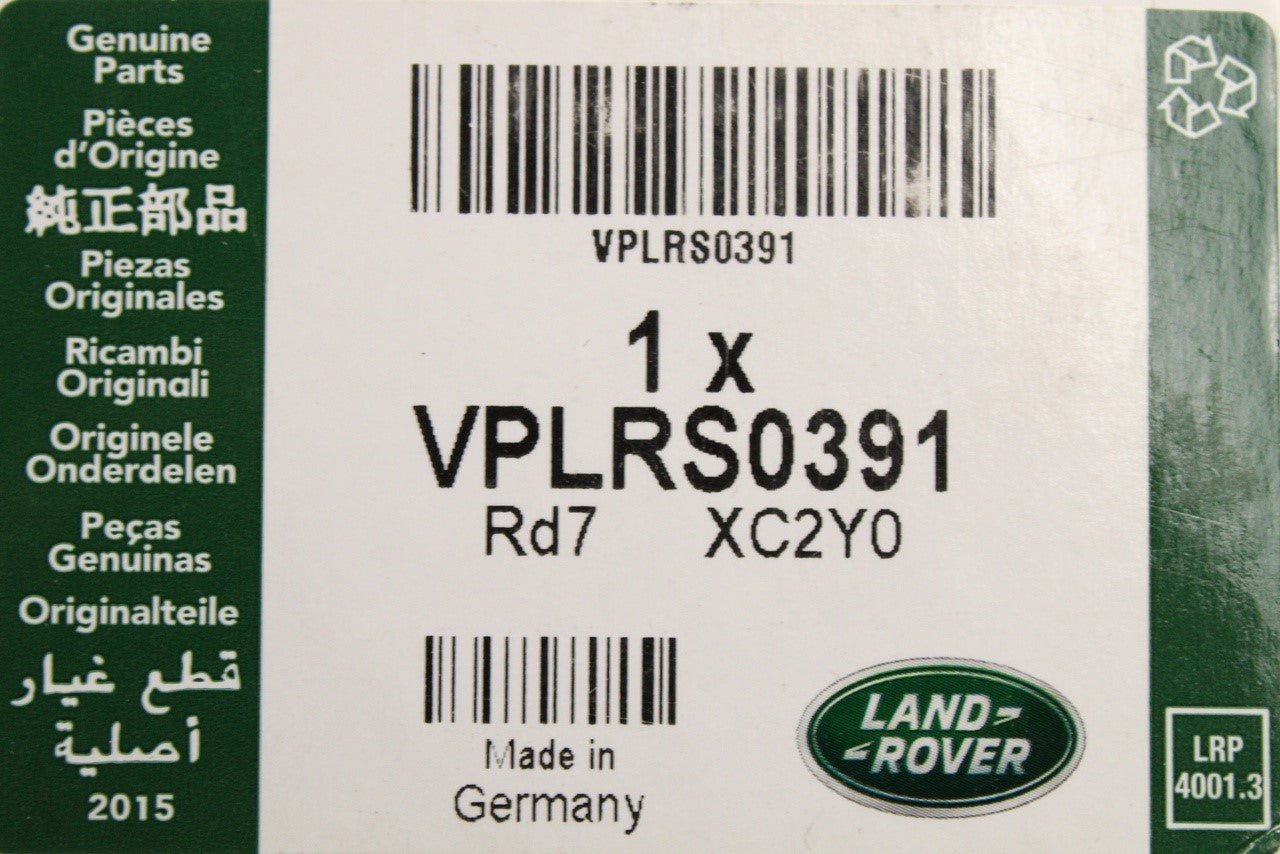 Genuine
Parts
Pièces
d'Origine
純正部品
Piezas
Originales
Ricambi
Originali
Originele
Onderdelen
Peças
Genuinas
Originalteile
قطع غيار
أصلية
2015
VPLRS0391
1 x
VPLRS0391
Rd7 XC2Y0
Made in
Germany
LAND-
-ROVER
LRP
4001.3